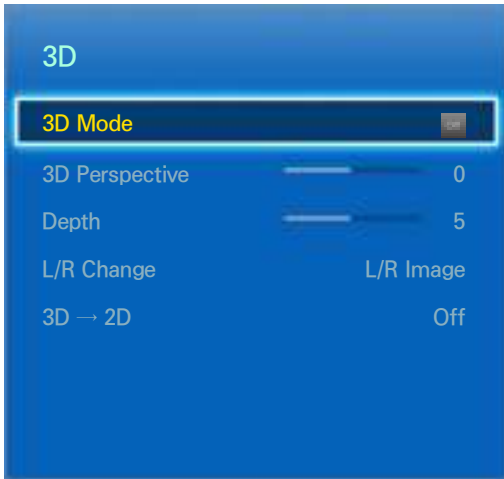 3D
3D Mode
3D Perspective 0
Depth 5
L/R Change L/R Image
3D → 2D Off